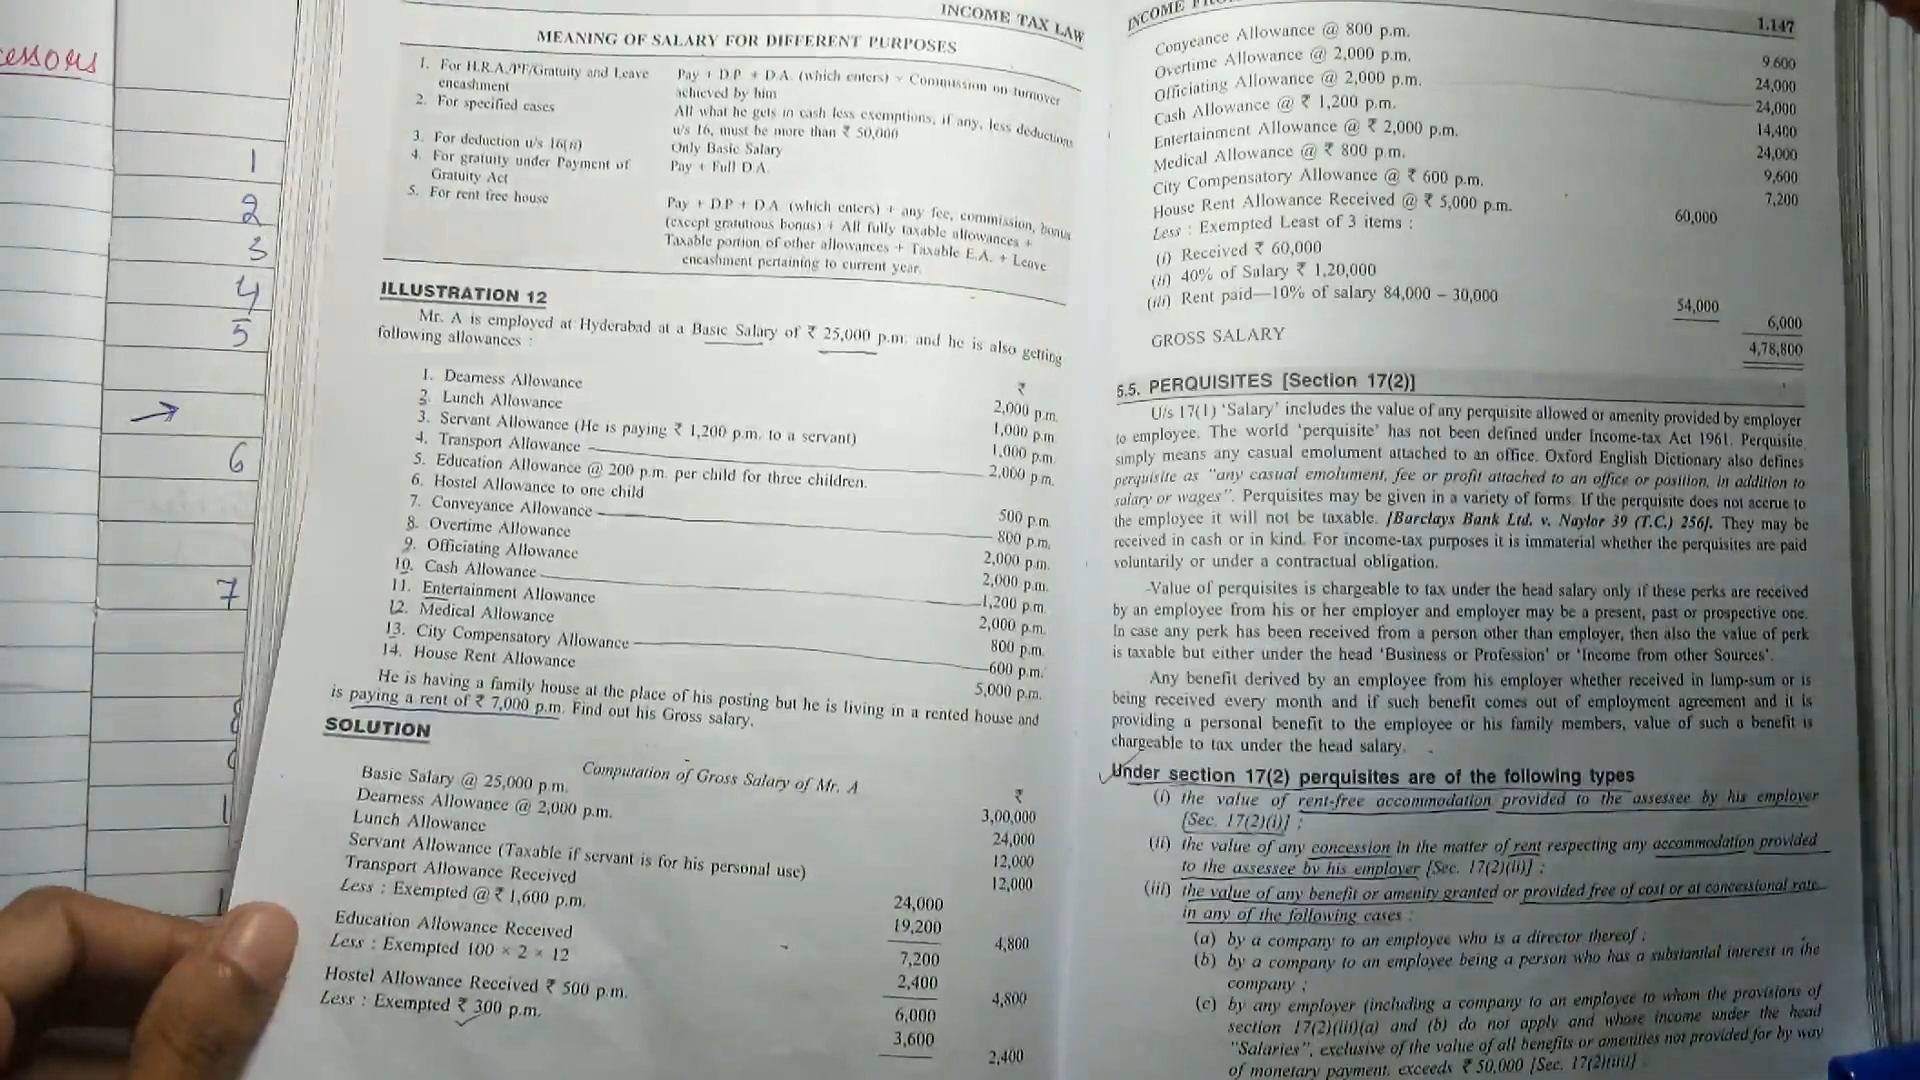 essors
1
2
3
4
5
6
7
INCOME TAX LAW
MEANING OF SALARY FOR DIFFERENT PURPOSES
1. For H.R.A./PF/Gratuity and Leave encashment
Pay + D.P. + D.A. (which enters) + Commission on turnover
achieved by him
2. For specified cases
All what he gets in cash less exemptions, if any, less deductions
u/s 16, must be more than ₹ 50,000
3. For deduction u/s 16(ii)
Only Basic Salary
4. For gratuity under Payment of
Gratuity Act
Pay + Full D.A.
5. For rent free house
Pay + D.P. + D.A. (which enters) + any fee, commission, bonus
(except gratutious bonus) + All fully taxable allowances +
Taxable portion of other allowances + Taxable E.A. + Leave
encashment pertaining to current year.
ILLUSTRATION 12
Mr. A is employed at Hyderabad at a Basic Salary of ₹ 25,000 p.m. and he is also getting
following allowances :
₹
1. Dearness Allowance 2,000 p.m.
2. Lunch Allowance 1,000 p.m.
3. Servant Allowance (He is paying ₹ 1,200 p.m. to a servant) 1,000 p.m.
4. Transport Allowance 2,000 p.m.
5. Education Allowance @ 200 p.m. per child for three children.
6. Hostel Allowance to one child 500 p.m.
7. Conveyance Allowance 800 p.m.
8. Overtime Allowance 2,000 p.m.
9. Officiating Allowance 2,000 p.m.
10. Cash Allowance 1,200 p.m.
11. Entertainment Allowance 2,000 p.m.
12. Medical Allowance 800 p.m.
13. City Compensatory Allowance 600 p.m.
14. House Rent Allowance 5,000 p.m.
He is having a family house at the place of his posting but he is living in a rented house and
is paying a rent of ₹ 7,000 p.m. Find out his Gross salary.
SOLUTION
Computation of Gross Salary of Mr. A
₹
Basic Salary @ 25,000 p.m. 3,00,000
Dearness Allowance @ 2,000 p.m. 24,000
Lunch Allowance 12,000
Servant Allowance (Taxable if servant is for his personal use) 12,000
Transport Allowance Received 24,000
Less : Exempted @ ₹ 1,600 p.m. 19,200 4,800
Education Allowance Received 7,200
Less : Exempted 100 × 2 × 12 2,400 4,800
Hostel Allowance Received ₹ 500 p.m. 6,000
Less : Exempted ₹ 300 p.m. 3,600 2,400
1.147
Conyeance Allowance @ 800 p.m. 9,600
Overtime Allowance @ 2,000 p.m. 24,000
Officiating Allowance @ 2,000 p.m. 24,000
Cash Allowance @ ₹ 1,200 p.m. 14,400
Entertainment Allowance @ ₹ 2,000 p.m. 24,000
Medical Allowance @ ₹ 800 p.m. 9,600
City Compensatory Allowance @ ₹ 600 p.m. 7,200
House Rent Allowance Received @ ₹ 5,000 p.m. 60,000
Less : Exempted Least of 3 items :
(i) Received ₹ 60,000
(ii) 40% of Salary ₹ 1,20,000
(iii) Rent paid—10% of salary 84,000 – 30,000 54,000 6,000
GROSS SALARY 4,78,800
5.5. PERQUISITES [Section 17(2)]
U/s 17(1) 'Salary' includes the value of any perquisite allowed or amenity provided by employer
to employee. The world 'perquisite' has not been defined under Income-tax Act 1961. Perquisite
simply means any casual emolument attached to an office. Oxford English Dictionary also defines
perquisite as "any casual emolument, fee or profit attached to an office or position, in addition to
salary or wages". Perquisites may be given in a variety of forms. If the perquisite does not accrue to
the employee it will not be taxable. [Barclays Bank Ltd. v. Naylor 39 (T.C.) 256]. They may be
received in cash or in kind. For income-tax purposes it is immaterial whether the perquisites are paid
voluntarily or under a contractual obligation.
Value of perquisites is chargeable to tax under the head salary only if these perks are received
by an employee from his or her employer and employer may be a present, past or prospective one.
In case any perk has been received from a person other than employer, then also the value of perk
is taxable but either under the head 'Business or Profession' or 'Income from other Sources'.
Any benefit derived by an employee from his employer whether received in lump-sum or is
being received every month and if such benefit comes out of employment agreement and it is
providing a personal benefit to the employee or his family members, value of such a benefit is
chargeable to tax under the head salary.
Under section 17(2) perquisites are of the following types
(i) the value of rent-free accommodation provided to the assessee by his employer
[Sec. 17(2)(i)] ;
(ii) the value of any concession in the matter of rent respecting any accommodation provided
to the assessee by his employer [Sec. 17(2)(ii)] ;
(iii) the value of any benefit or amenity granted or provided free of cost or at concessional rate
in any of the following cases :
(a) by a company to an employee who is a director thereof ;
(b) by a company to an employee being a person who has a substantial interest in the
company ;
(c) by any employer (including a company to an employee to whom the provisions of
section 17(2)(iii)(a) and (b) do not apply and whose income under the head
"Salaries", exclusive of the value of all benefits or amenities not provided for by way
of monetary payment, exceeds ₹ 50,000 [Sec. 17(2)(iii)]